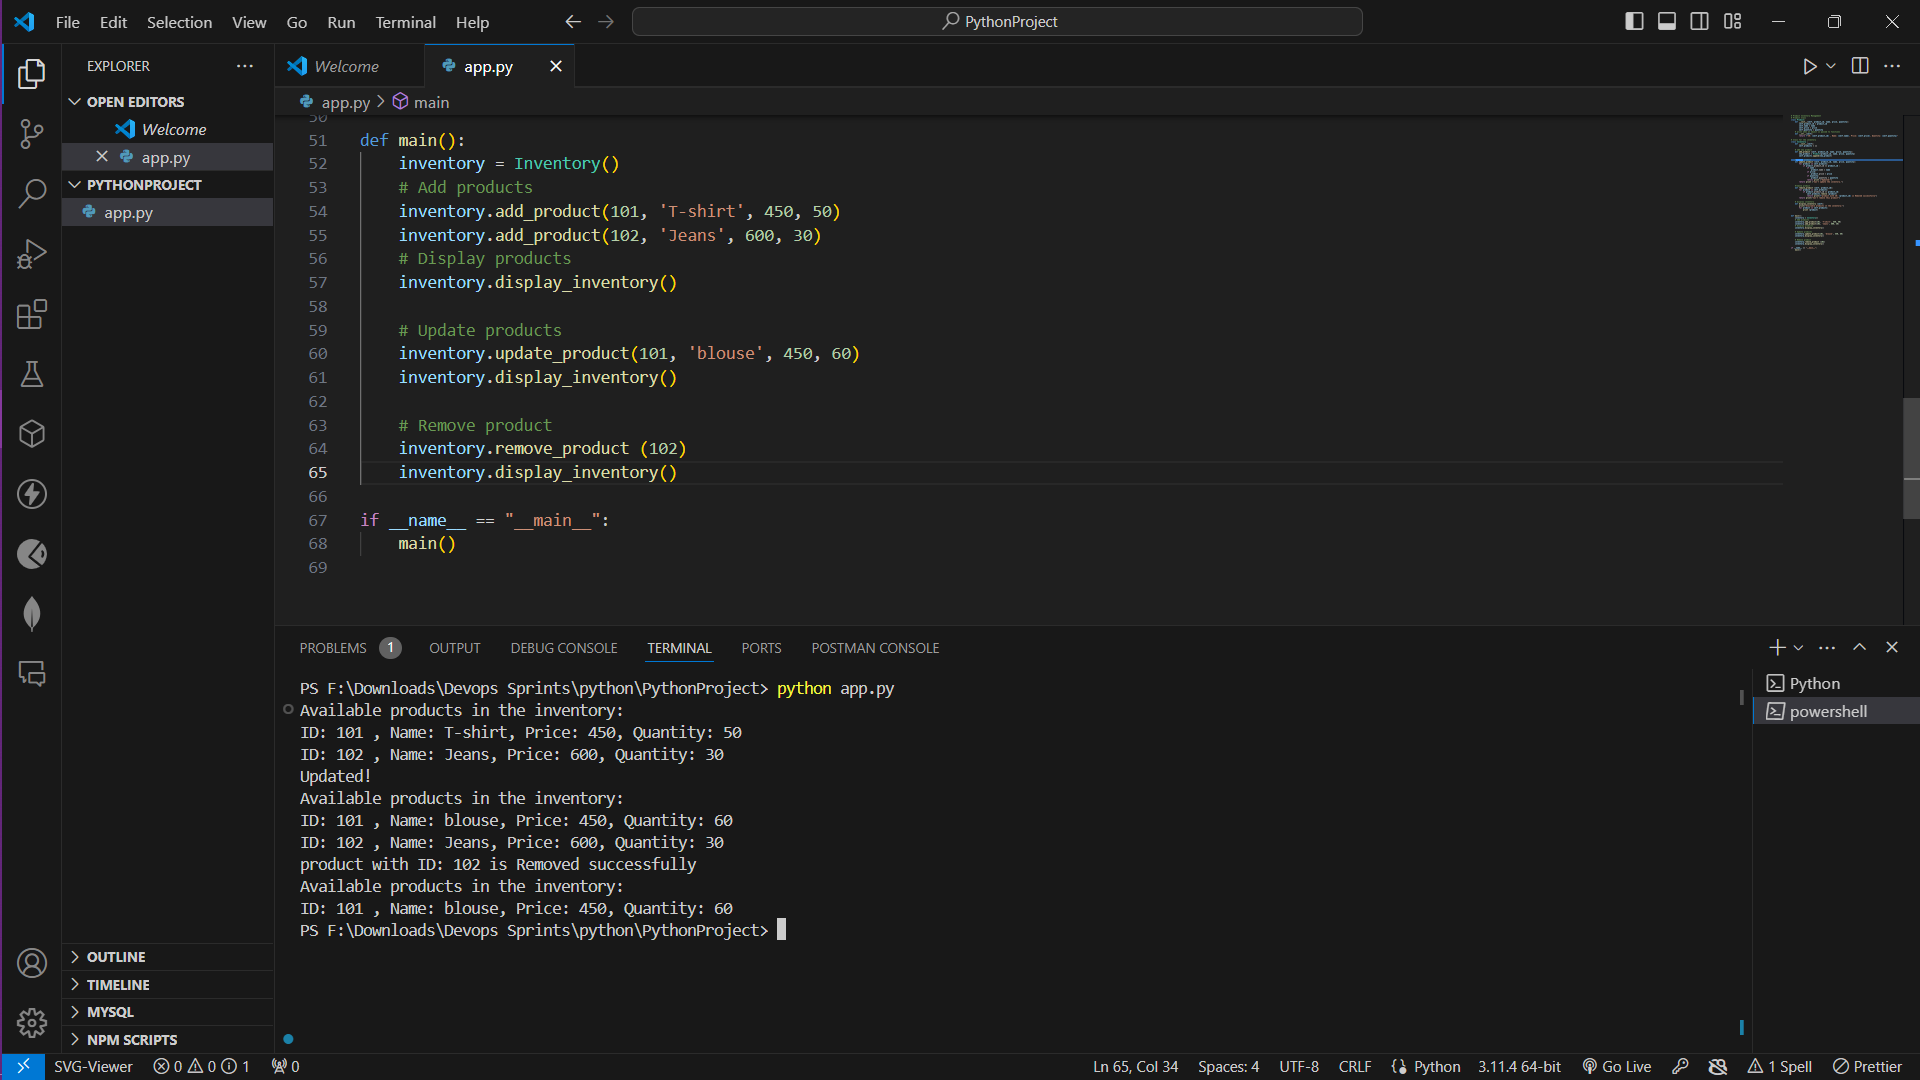 File Edit Selection View Go Run Terminal Help
PythonProject
EXPLORER
OPEN EDITORS
Welcome
app.py
PYTHONPROJECT
app.py
OUTLINE
TIMELINE
MYSQL
NPM SCRIPTS
Welcome
app.py
app.py > main
50
51 def main():
52 inventory = Inventory()
53 # Add products
54 inventory.add_product(101, 'T-shirt', 450, 50)
55 inventory.add_product(102, 'Jeans', 600, 30)
56 # Display products
57 inventory.display_inventory()
58
59 # Update products
60 inventory.update_product(101, 'blouse', 450, 60)
61 inventory.display_inventory()
62
63 # Remove product
64 inventory.remove_product (102)
65 inventory.display_inventory()
66
67 if __name__ == "__main__":
68 main()
69
PROBLEMS 1 OUTPUT DEBUG CONSOLE TERMINAL PORTS POSTMAN CONSOLE
PS F:\Downloads\Devops Sprints\python\PythonProject> python app.py
Available products in the inventory:
ID: 101 , Name: T-shirt, Price: 450, Quantity: 50
ID: 102 , Name: Jeans, Price: 600, Quantity: 30
Updated!
Available products in the inventory:
ID: 101 , Name: blouse, Price: 450, Quantity: 60
ID: 102 , Name: Jeans, Price: 600, Quantity: 30
product with ID: 102 is Removed successfully
Available products in the inventory:
ID: 101 , Name: blouse, Price: 450, Quantity: 60
PS F:\Downloads\Devops Sprints\python\PythonProject>
Python
powershell
SVG-Viewer 0 0 1 0 Ln 65, Col 34 Spaces: 4 UTF-8 CRLF Python 3.11.4 64-bit Go Live 1 Spell Prettier